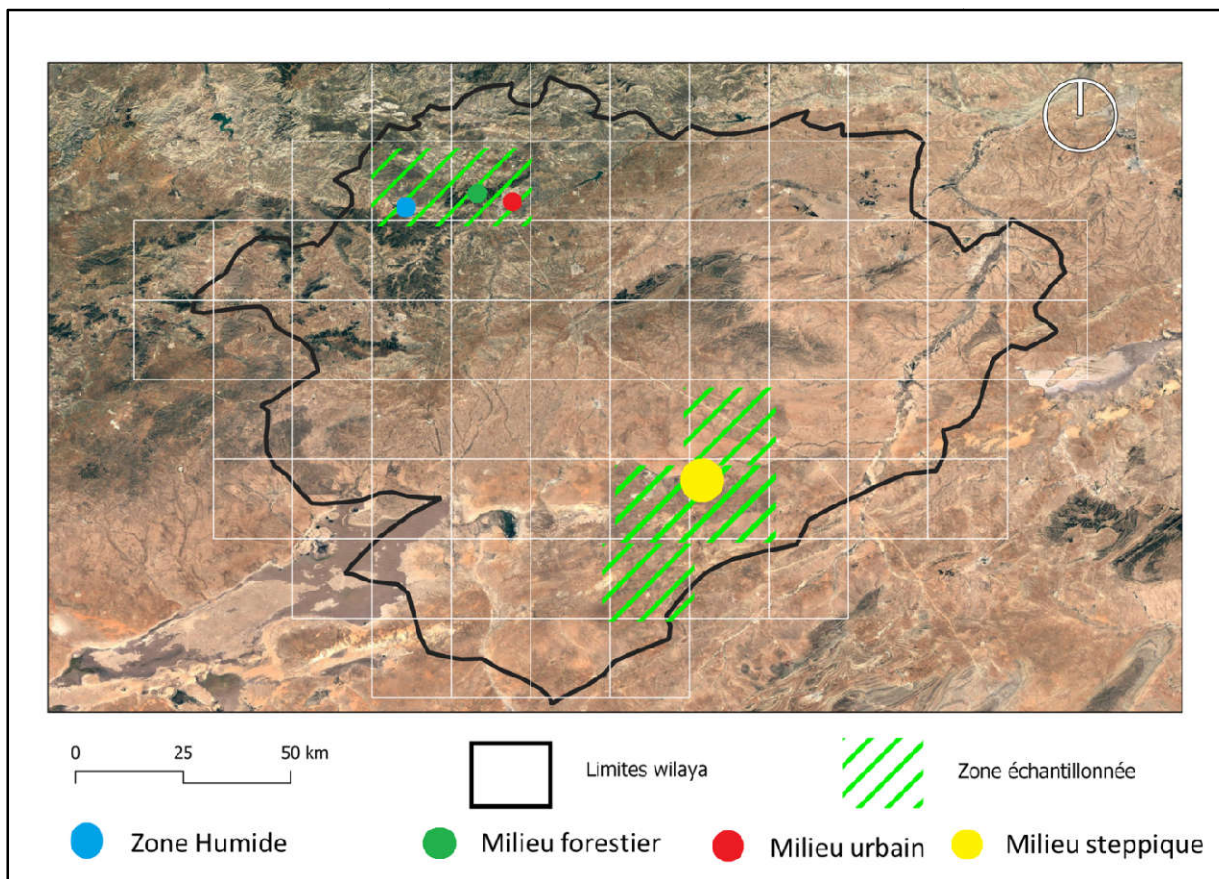 0 25 50 km
Limites wilaya
Zone échantillonnée
Zone Humide
Milieu forestier
Milieu urbain
Milieu steppique